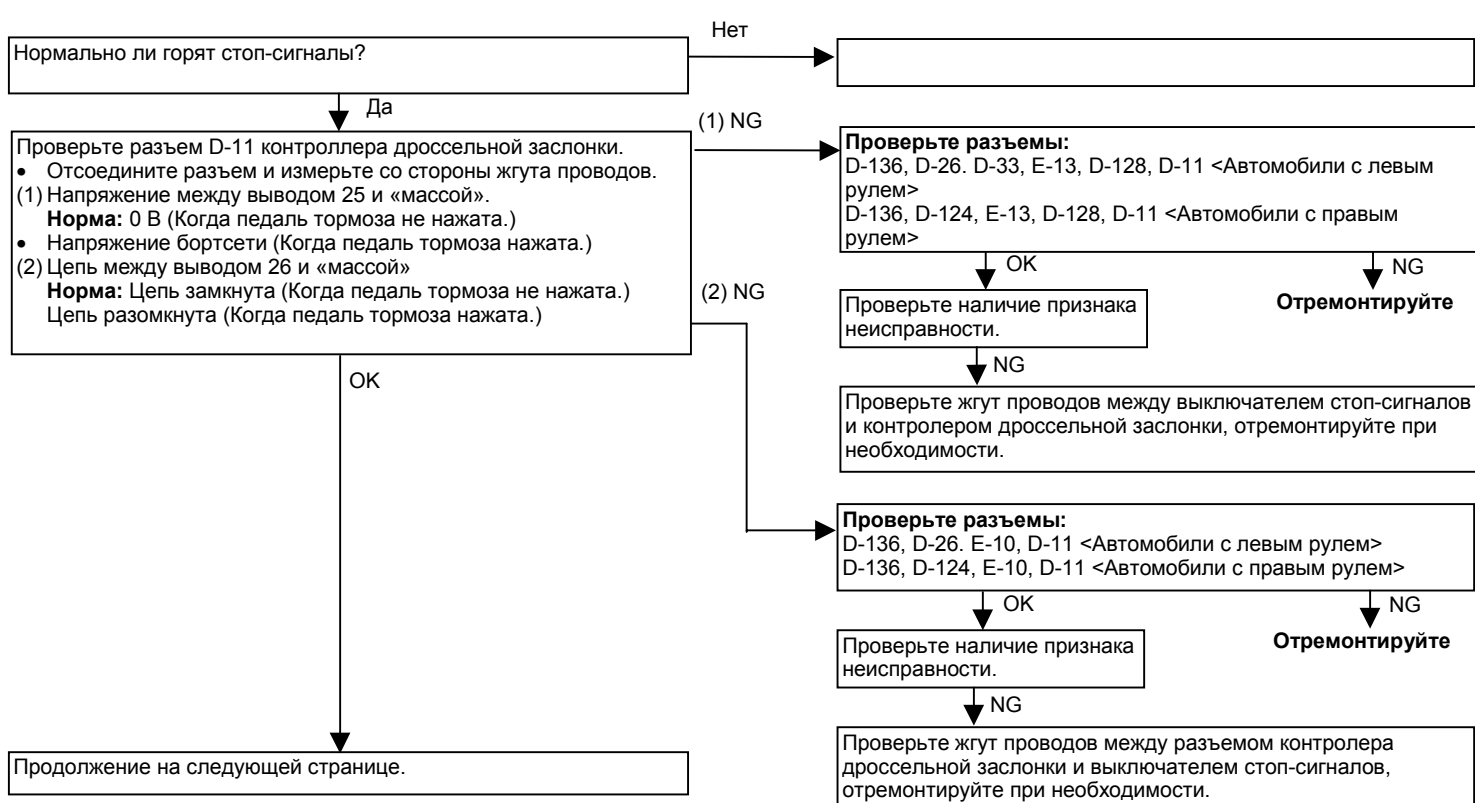 Нет
Нормально ли горят стоп-сигналы?
Да
(1) NG
Проверьте разъем D-11 контроллера дроссельной заслонки.
• Отсоедините разъем и измерьте со стороны жгута проводов.
(1) Напряжение между выводом 25 и «массой».
Норма: 0 В (Когда педаль тормоза не нажата.)
• Напряжение бортсети (Когда педаль тормоза нажата.)
(2) Цепь между выводом 26 и «массой»
Норма: Цепь замкнута (Когда педаль тормоза не нажата.)
Цепь разомкнута (Когда педаль тормоза нажата.)
Проверьте разъемы:
D-136, D-26. D-33, E-13, D-128, D-11 <Автомобили с левым
рулем>
D-136, D-124, E-13, D-128, D-11 <Автомобили с правым
рулем>
OK
NG
Отремонтируйте
(2) NG
Проверьте наличие признака
неисправности.
NG
OK
Проверьте жгут проводов между выключателем стоп-сигналов
и контролером дроссельной заслонки, отремонтируйте при
необходимости.
Проверьте разъемы:
D-136, D-26. E-10, D-11 <Автомобили с левым рулем>
D-136, D-124, E-10, D-11 <Автомобили с правым рулем>
OK
NG
Отремонтируйте
Проверьте наличие признака
неисправности.
NG
Проверьте жгут проводов между разъемом контролера
дроссельной заслонки и выключателем стоп-сигналов,
отремонтируйте при необходимости.
Продолжение на следующей странице.